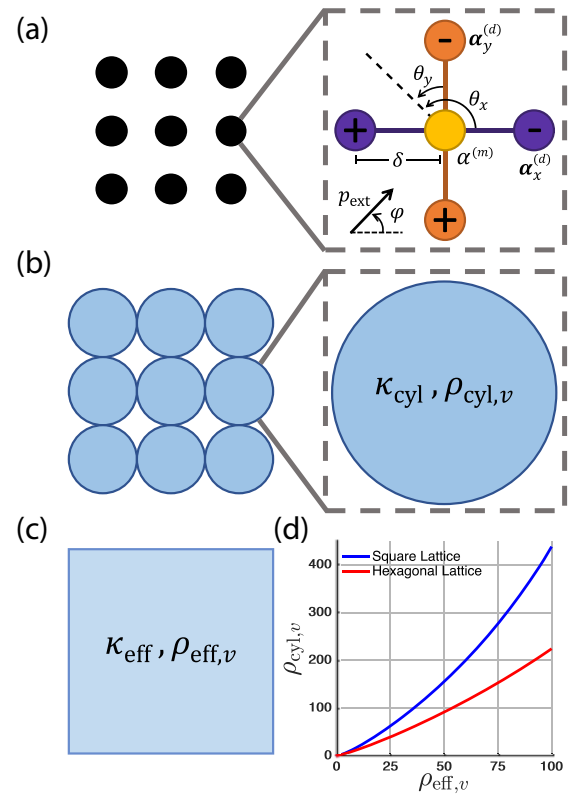 (a)
- α_y^(d)
θ_y θ_x
+ - 
δ α^(m) α_x^(d)
p_ext φ
+
(b)
κ_cyl , ρ_cyl,v
(c)
κ_eff , ρ_eff,v
(d)
Square Lattice
Hexagonal Lattice
400
300
200
100
0
0 25 50 75 100
ρ_cyl,v
ρ_eff,v